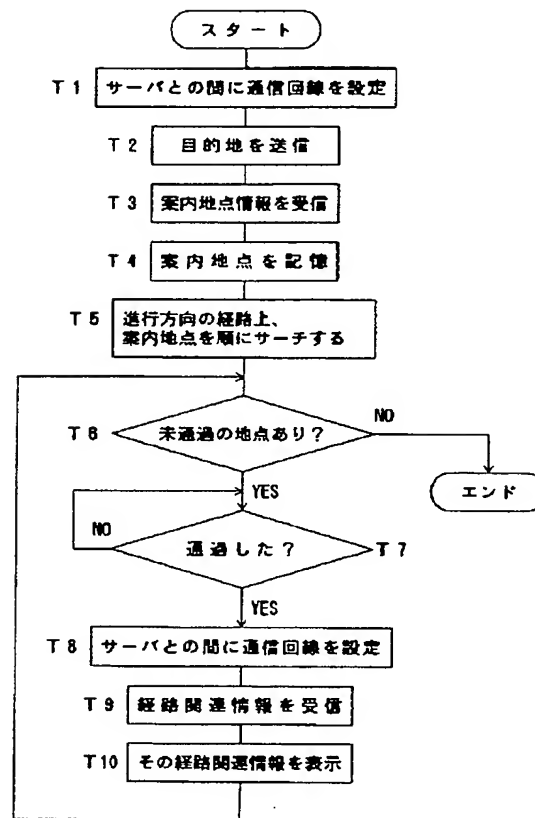 スタート
T1 サーバとの間に通信回線を設定
T2 目的地を送信
T3 案内地点情報を受信
T4 案内地点を記憶
T5 進行方向の経路上、
案内地点を順にサーチする
T6 未通過の地点あり?
NO
YES
エンド
NO
通過した? T7
YES
T8 サーバとの間に通信回線を設定
T9 経路関連情報を受信
T10 その経路関連情報を表示